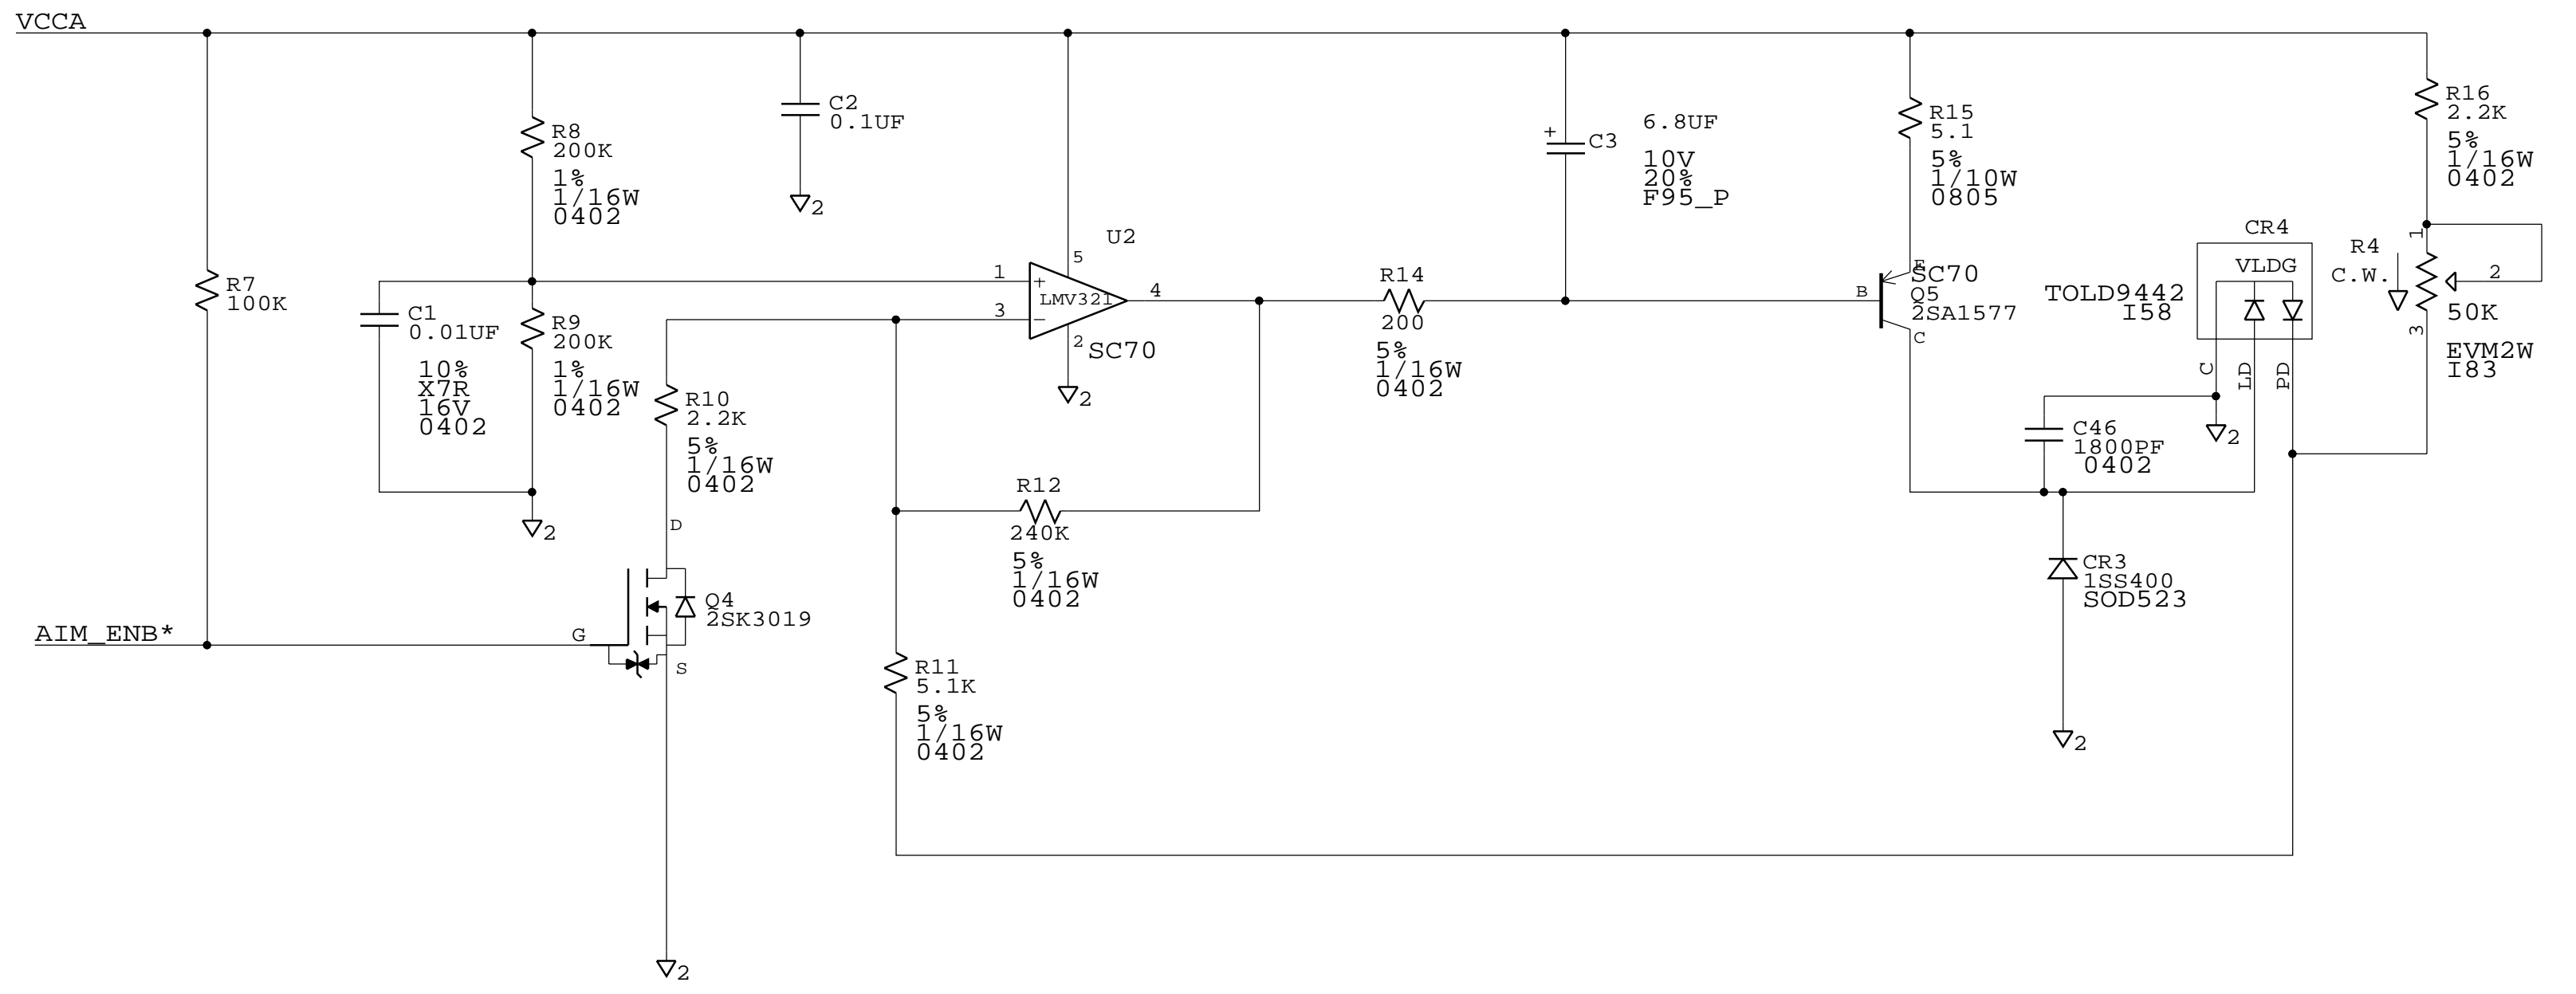 VCCA
R7
100K
R8
200K
1%
1/16W
0402
C2
0.1UF
2
C1
0.01UF
10%
X7R
16V
0402
R9
200K
1%
1/16W
0402
2
R10
2.2K
5%
1/16W
0402
D
AIM_ENB*
G
Q4
2SK3019
S
2
U2
5
1
+
LMV321
4
3
−
2
SC70
2
R12
240K
5%
1/16W
0402
R11
5.1K
5%
1/16W
0402
R14
200
5%
1/16W
0402
+
C3
6.8UF
10V
20%
F95_P
R15
5.1
5%
1/10W
0805
E
SC70
B
Q5
2SA1577
C
CR4
VLDG
TOLD9442
I58
C
LD
PD
2
C46
1800PF
0402
CR3
1SS400
SOD523
2
R16
2.2K
5%
1/16W
0402
1
R4
C.W.
2
50K
3
EVM2W
I83